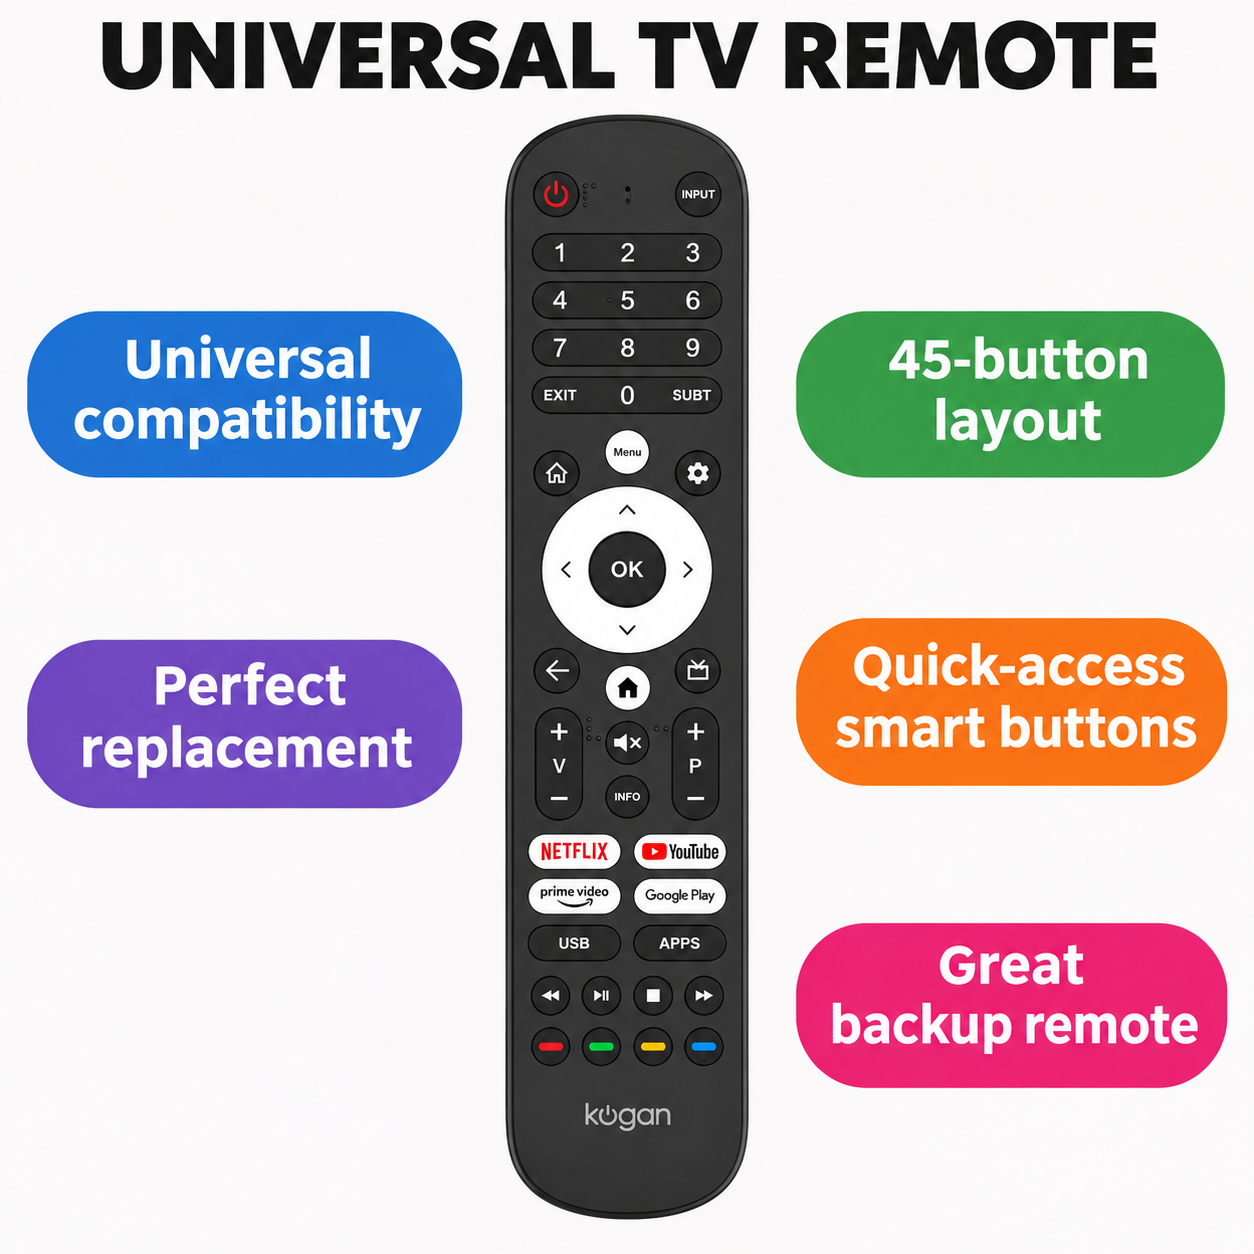 UNIVERSAL TV REMOTE
INPUT
1 2 3
4 5 6
7 8 9
EXIT 0 SUBT
Menu
OK
+ +
V P
INFO
NETFLIX YouTube
prime video Google Play
USB APPS
kogan
Universal
compatibility
Perfect
replacement
45-button
layout
Quick-access
smart buttons
Great
backup remote